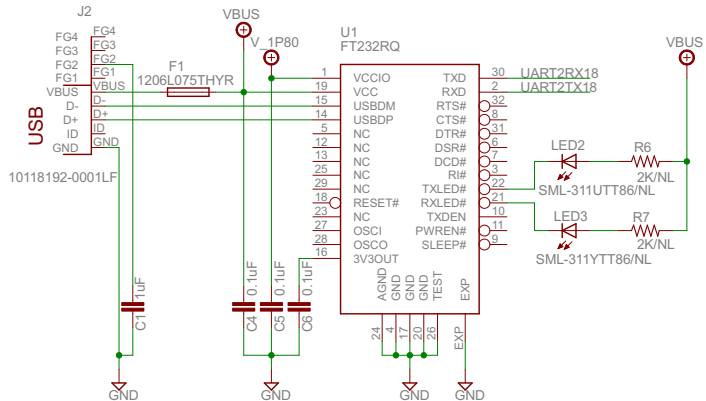 J2
FG4
FG4
FG3
FG3
FG2
FG2
FG1
FG1
VBUS
VBUS
D-
D-
D+
D+
ID
ID
GND
GND
USB
10118192-0001LF
F1
1206L075THYR
VBUS
V_1P80
U1
FT232RQ
1
VCCIO
19
VCC
15
USBDM
14
USBDP
5
NC
12
NC
13
NC
25
NC
29
NC
18
RESET#
23
NC
27
OSCI
28
OSCO
16
3V3OUT
TXD
30
UART2RX18
RXD
2
UART2TX18
RTS#
32
CTS#
8
DTR#
31
DSR#
6
DCD#
7
RI#
3
TXLED#
22
RXLED#
21
TXDEN
10
PWREN#
11
SLEEP#
9
AGND
GND
GND
GND
TEST
EXP
24
4
17
20
26
EXP
LED2
SML-311UTT86/NL
R6
2K/NL
LED3
SML-311YTT86/NL
R7
2K/NL
VBUS
C1
1uF
C4
0.1uF
C5
0.1uF
C6
0.1uF
GND
GND
GND
GND